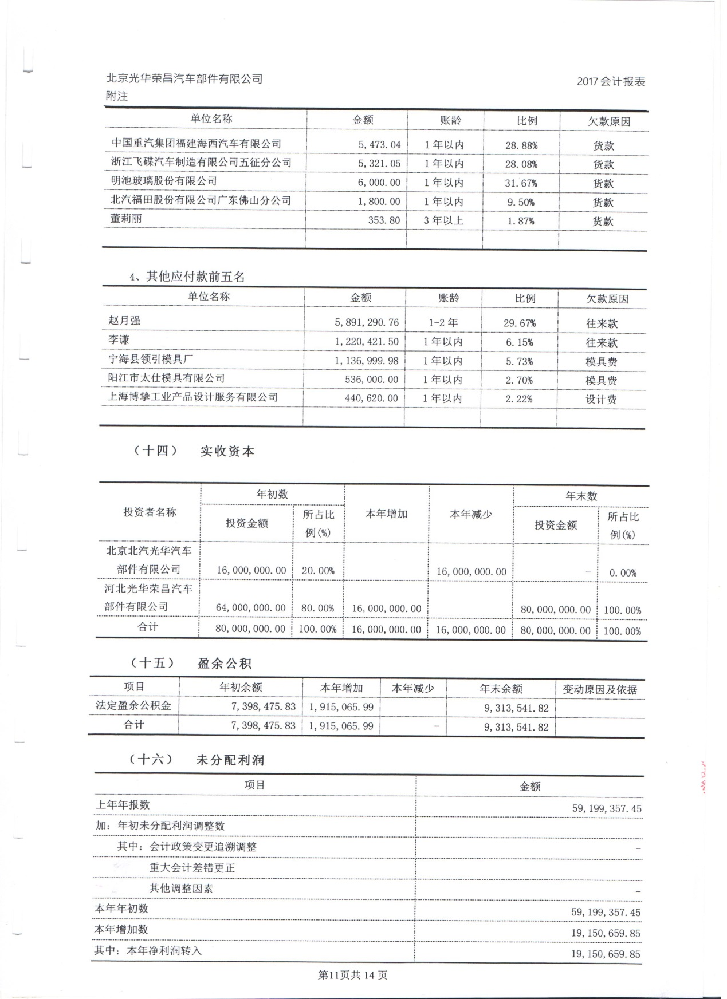 北京光华荣昌汽车部件有限公司
2017会计报表
附注
单位名称 金额 账龄 比例 欠款原因
中国重汽集团福建海西汽车有限公司 5,473.04 1年以内 28.88% 货款
浙江飞碟汽车制造有限公司五征分公司 5,321.05 1年以内 28.08% 货款
明池玻璃股份有限公司 6,000.00 1年以内 31.67% 货款
北汽福田股份有限公司广东佛山分公司 1,800.00 1年以内 9.50% 货款
董莉丽 353.80 3年以上 1.87% 货款
4、其他应付款前五名
单位名称 金额 账龄 比例 欠款原因
赵月强 5,891,290.76 1-2年 29.67% 往来款
李谦 1,220,421.50 1年以内 6.15% 往来款
宁海县领引模具厂 1,136,999.98 1年以内 5.73% 模具费
阳江市太仕模具有限公司 536,000.00 1年以内 2.70% 模具费
上海博挚工业产品设计服务有限公司 440,620.00 1年以内 2.22% 设计费
（十四） 实收资本
投资者名称 年初数 本年增加 本年减少 年末数
投资金额 所占比例(%) 投资金额 所占比例(%)
北京北汽光华汽车
部件有限公司 16,000,000.00 20.00% 16,000,000.00 - 0.00%
河北光华荣昌汽车
部件有限公司 64,000,000.00 80.00% 16,000,000.00 80,000,000.00 100.00%
合计 80,000,000.00 100.00% 16,000,000.00 16,000,000.00 80,000,000.00 100.00%
（十五） 盈余公积
项目 年初余额 本年增加 本年减少 年末余额 变动原因及依据
法定盈余公积金 7,398,475.83 1,915,065.99 9,313,541.82
合计 7,398,475.83 1,915,065.99 - 9,313,541.82
（十六） 未分配利润
项目 金额
上年年报数 59,199,357.45
加：年初未分配利润调整数
其中：会计政策变更追溯调整 -
重大会计差错更正
其他调整因素 -
本年年初数 59,199,357.45
本年增加数 19,150,659.85
其中：本年净利润转入 19,150,659.85
第11页共 14 页